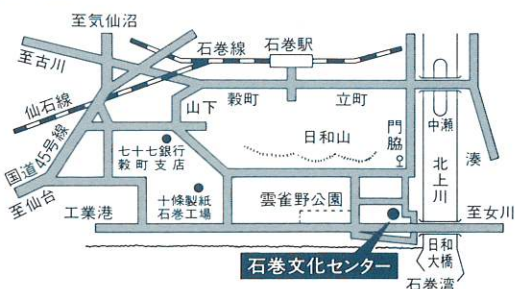 至気仙沼
至古川
石巻線
石巻駅
仙石線
山下
穀町
立町
中瀬
国道45号線
七十七銀行
穀町支店
日和山
門脇
北上川
湊
至仙台
十條製紙
石巻工場
雲雀野公園
工業港
至女川
石巻文化センター
日和
大橋
石巻湾